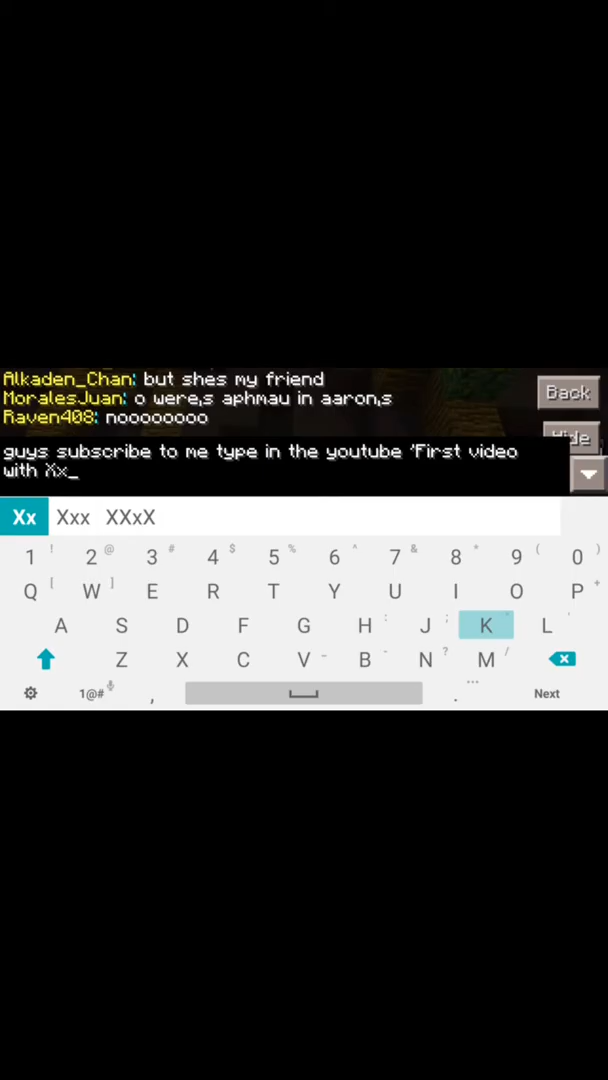 Alkaden_Chan: but shes my friend
MoralesJuan: o were,s aphmau in aaron,s
Raven408: noooooooo
Back
Hide
guys subscribe to me type in the youtube 'First video
with Xx_
Xx Xxx XXxX
1 ! 2 @ 3 # 4 $ 5 % 6 ^ 7 & 8 * 9 ( 0 )
Q [ W ] E R T Y U I O P +
A S D F G H : J ; K " L '
Z X C V _ B - N ? M /
1@# , . ... Next